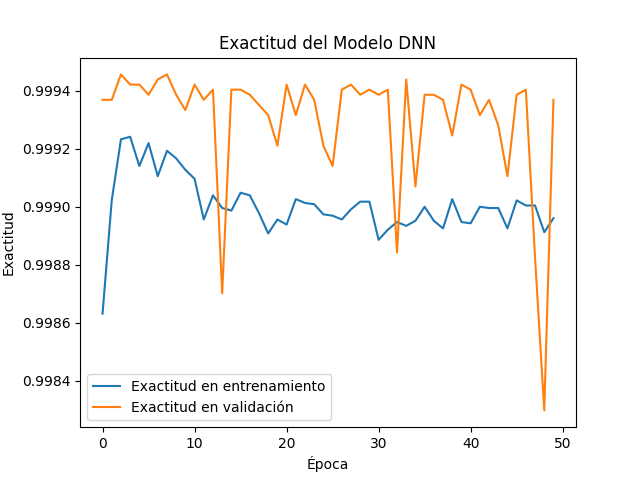 Exactitud del Modelo DNN
Exactitud
0.9994
0.9992
0.9990
0.9988
0.9986
0.9984
Exactitud en entrenamiento
Exactitud en validación
0 10 20 30 40 50
Época